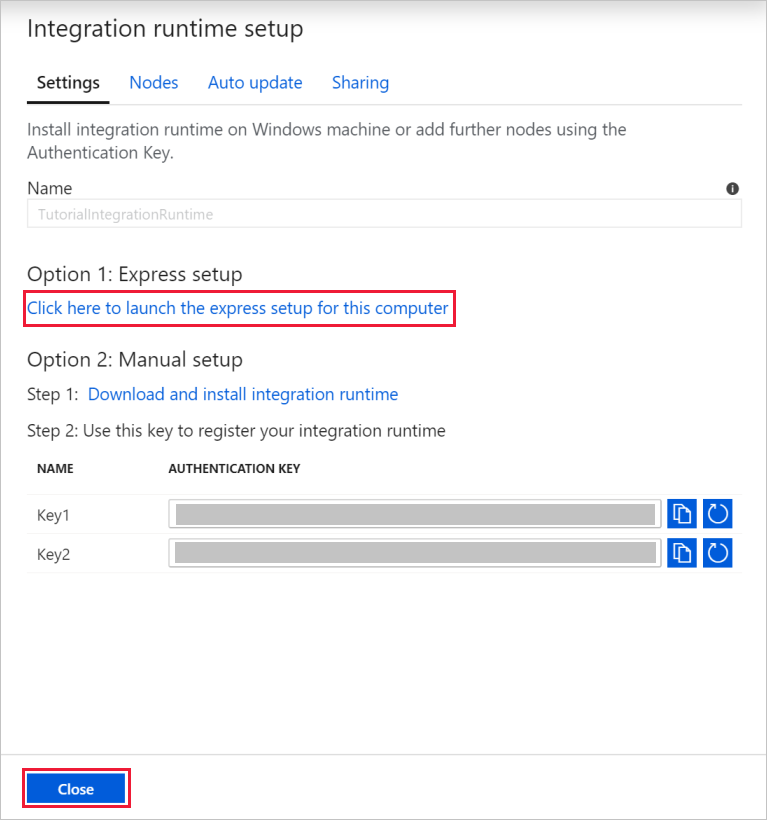 Integration runtime setup
Settings Nodes Auto update Sharing
Install integration runtime on Windows machine or add further nodes using the
Authentication Key.
Name
TutorialIntegrationRuntime
Option 1: Express setup
Click here to launch the express setup for this computer
Option 2: Manual setup
Step 1: Download and install integration runtime
Step 2: Use this key to register your integration runtime
NAME AUTHENTICATION KEY
Key1
Key2
Close